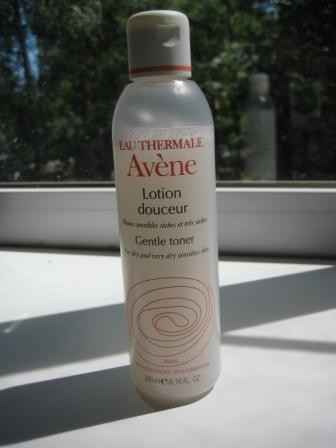 EAU THERMALE
Avène
Lotion
douceur
Peaux sensibles sèches et très sèches
Gentle toner
For dry and very dry sensitive skin
PARIS
200 ml e 6.76 FL. OZ.